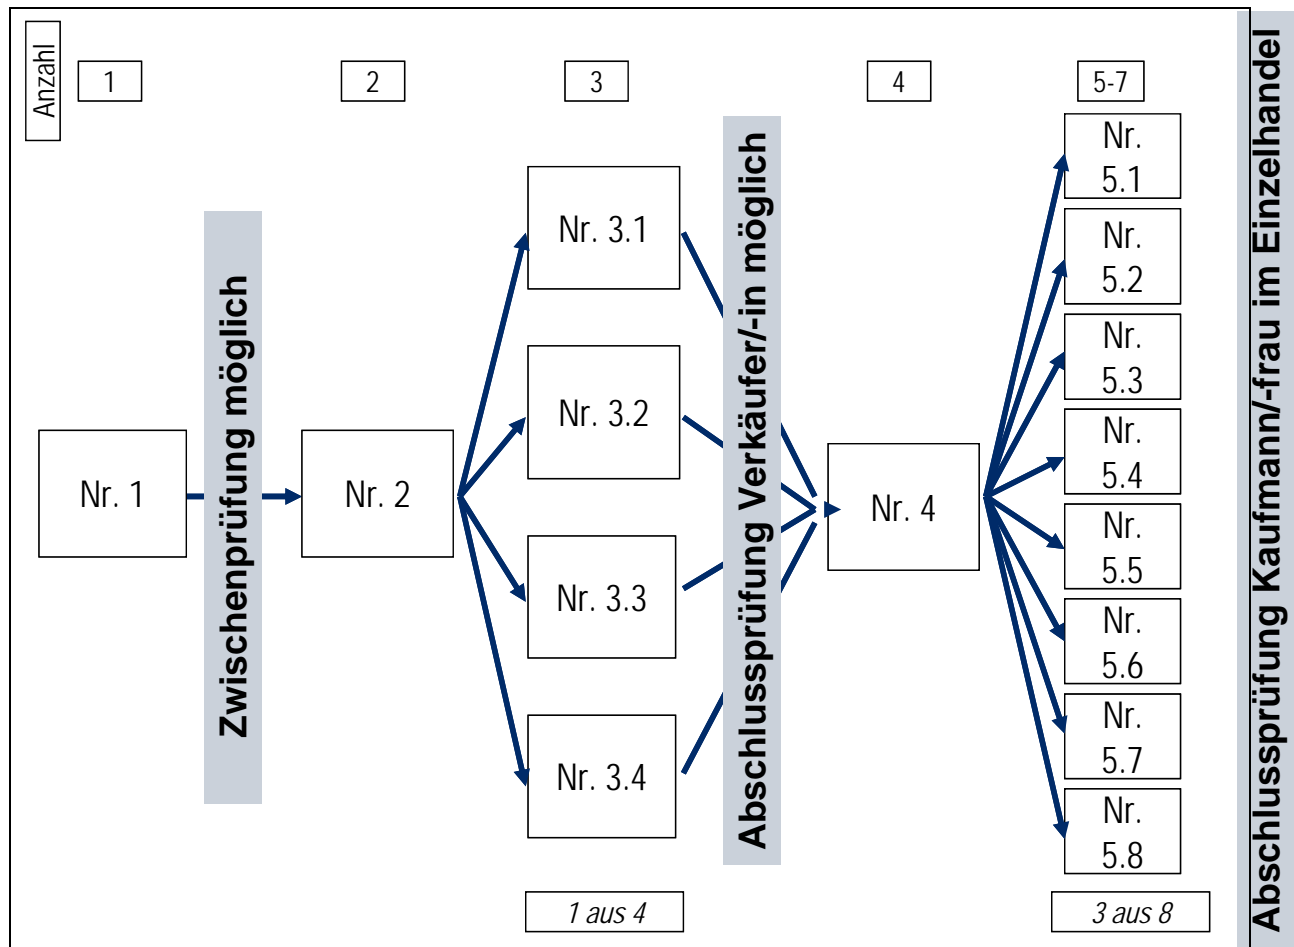 Anzahl
1
2
3
4
5-7
Nr. 1
Zwischenprüfung möglich
Nr. 2
Nr. 3.1
Nr. 3.2
Nr. 3.3
Nr. 3.4
1 aus 4
Abschlussprüfung Verkäufer/-in möglich
Nr. 4
Nr.
5.1
Nr.
5.2
Nr.
5.3
Nr.
5.4
Nr.
5.5
Nr.
5.6
Nr.
5.7
Nr.
5.8
3 aus 8
Abschlussprüfung Kaufmann/-frau im Einzelhandel